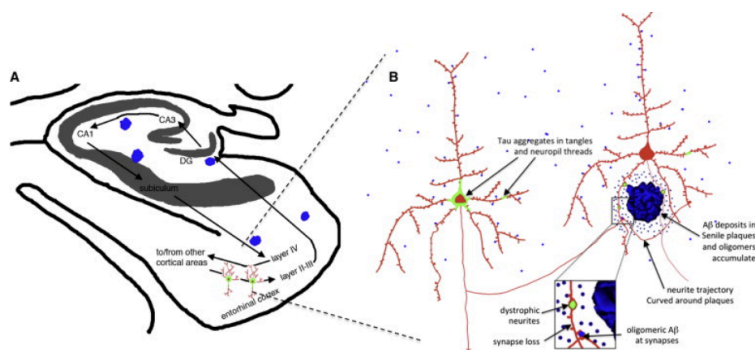 A
CA3
CA1
DG
subiculum
to/from other
cortical areas
layer IV
layer II-III
entorhinal cortex
B
Tau aggregates in tangles
and neuropil threads
Aβ deposits in
Senile plaques
and oligomers
accumulate
neurite trajectory
Curved around plaques
dystrophic
neurites
synapse loss
oligomeric Aβ
at synapses